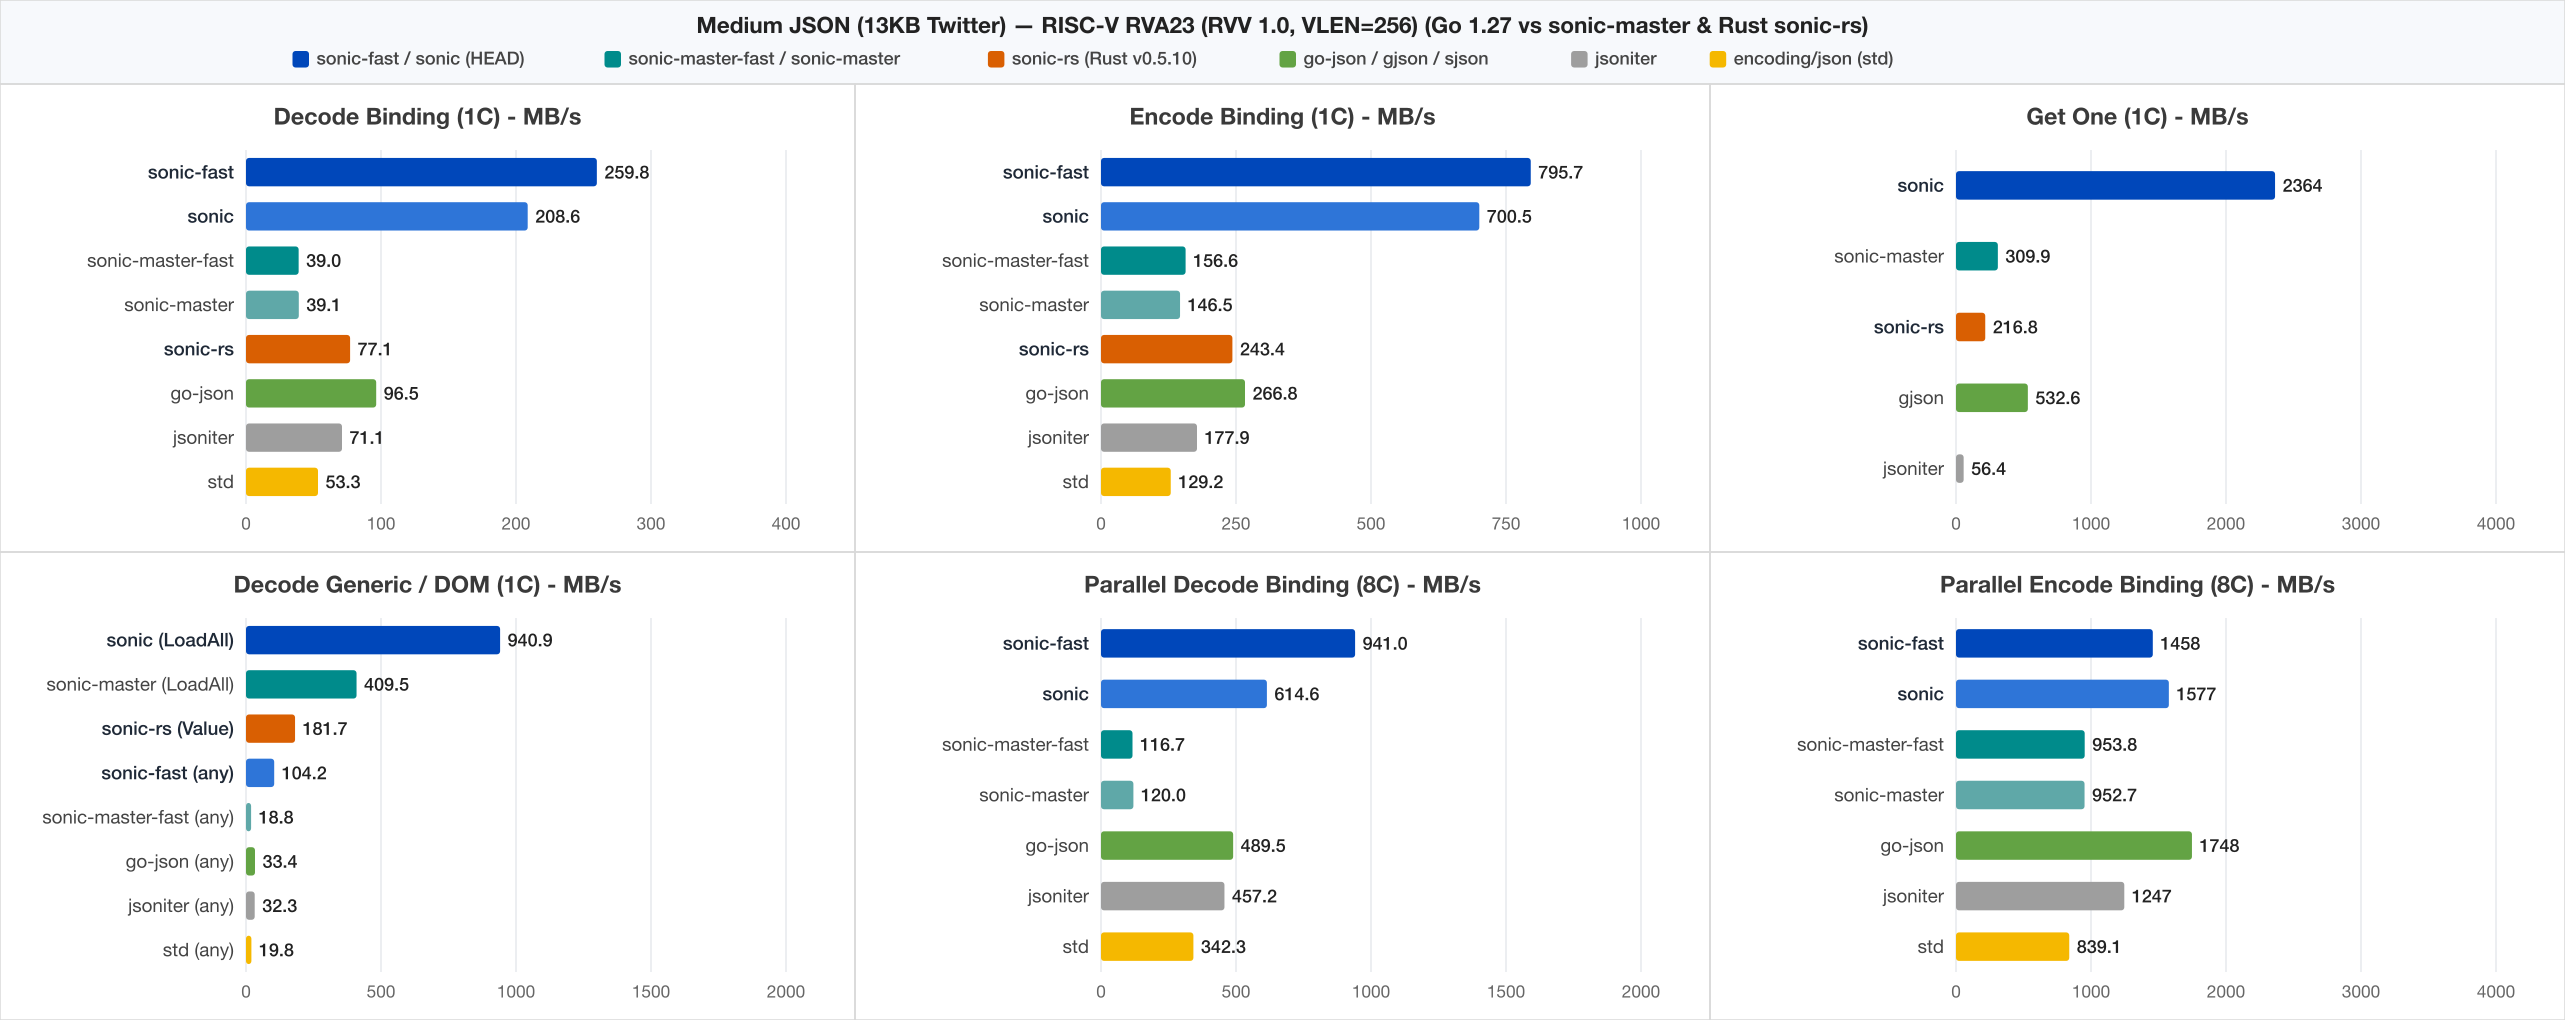 Medium JSON (13KB Twitter) — RISC-V RVA23 (RVV 1.0, VLEN=256) (Go 1.27 vs sonic-master & Rust sonic-rs)
sonic-fast / sonic (HEAD) sonic-master-fast / sonic-master sonic-rs (Rust v0.5.10) go-json / gjson / sjson jsoniter encoding/json (std)
Decode Binding (1C) - MB/s
sonic-fast 259.8
sonic 208.6
sonic-master-fast 39.0
sonic-master 39.1
sonic-rs 77.1
go-json 96.5
jsoniter 71.1
std 53.3
0 100 200 300 400
Encode Binding (1C) - MB/s
sonic-fast 795.7
sonic 700.5
sonic-master-fast 156.6
sonic-master 146.5
sonic-rs 243.4
go-json 266.8
jsoniter 177.9
std 129.2
0 250 500 750 1000
Get One (1C) - MB/s
sonic 2364
sonic-master 309.9
sonic-rs 216.8
gjson 532.6
jsoniter 56.4
0 1000 2000 3000 4000
Decode Generic / DOM (1C) - MB/s
sonic (LoadAll) 940.9
sonic-master (LoadAll) 409.5
sonic-rs (Value) 181.7
sonic-fast (any) 104.2
sonic-master-fast (any) 18.8
go-json (any) 33.4
jsoniter (any) 32.3
std (any) 19.8
0 500 1000 1500 2000
Parallel Decode Binding (8C) - MB/s
sonic-fast 941.0
sonic 614.6
sonic-master-fast 116.7
sonic-master 120.0
go-json 489.5
jsoniter 457.2
std 342.3
0 500 1000 1500 2000
Parallel Encode Binding (8C) - MB/s
sonic-fast 1458
sonic 1577
sonic-master-fast 953.8
sonic-master 952.7
go-json 1748
jsoniter 1247
std 839.1
0 1000 2000 3000 4000